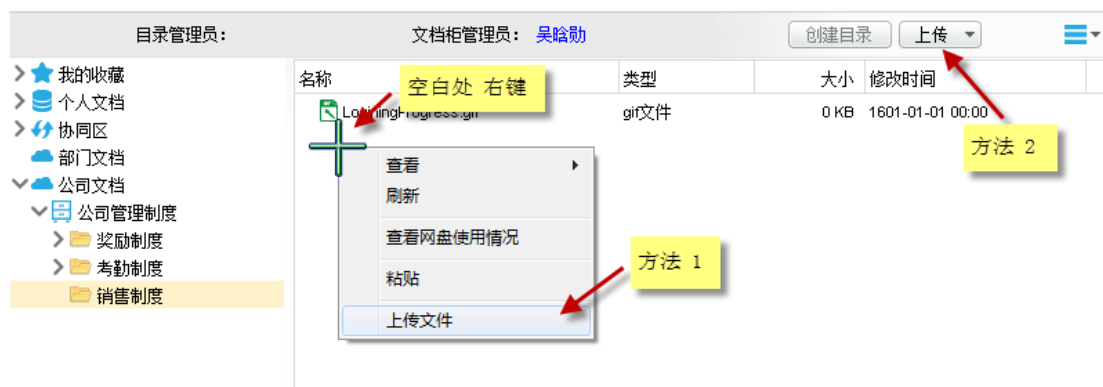 目录管理员：
文档柜管理员： 吴晗勋
创建目录
上传
我的收藏
个人文档
协同区
部门文档
公司文档
公司管理制度
奖励制度
考勤制度
销售制度
名称
类型
大小
修改时间
空白处 右键
gif文件
0 KB
1601-01-01 00:00
方法 2
查看
刷新
查看网盘使用情况
粘贴
上传文件
方法 1